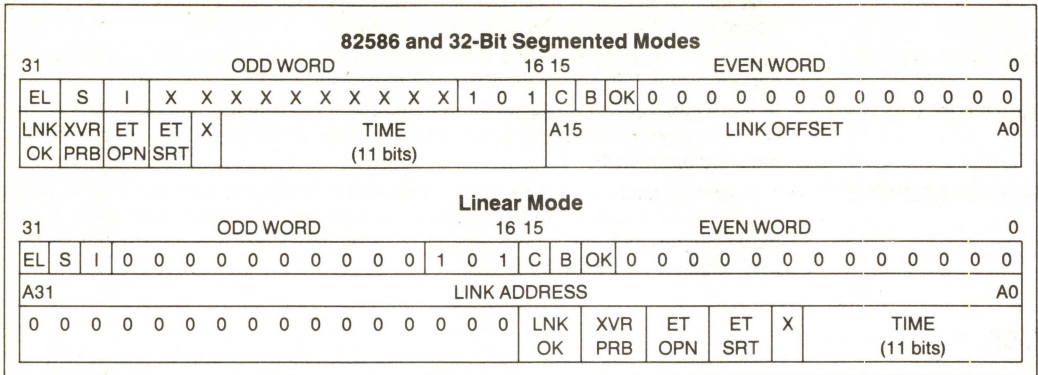 82586 and 32-Bit Segmented Modes
31 ODD WORD 16 15 EVEN WORD 0
EL S I X X X X X X X X X X 1 0 1 C B OK 0 0 0 0 0 0 0 0 0 0 0 0 0
LNK XVR ET ET X TIME A15 LINK OFFSET A0
OK PRB OPN SRT (11 bits)
Linear Mode
31 ODD WORD 16 15 EVEN WORD 0
EL S I 0 0 0 0 0 0 0 0 0 0 1 0 1 C B OK 0 0 0 0 0 0 0 0 0 0 0 0 0
A31 LINK ADDRESS A0
0 0 0 0 0 0 0 0 0 0 0 0 0 0 0 0 LNK XVR ET ET X TIME
OK PRB OPN SRT (11 bits)